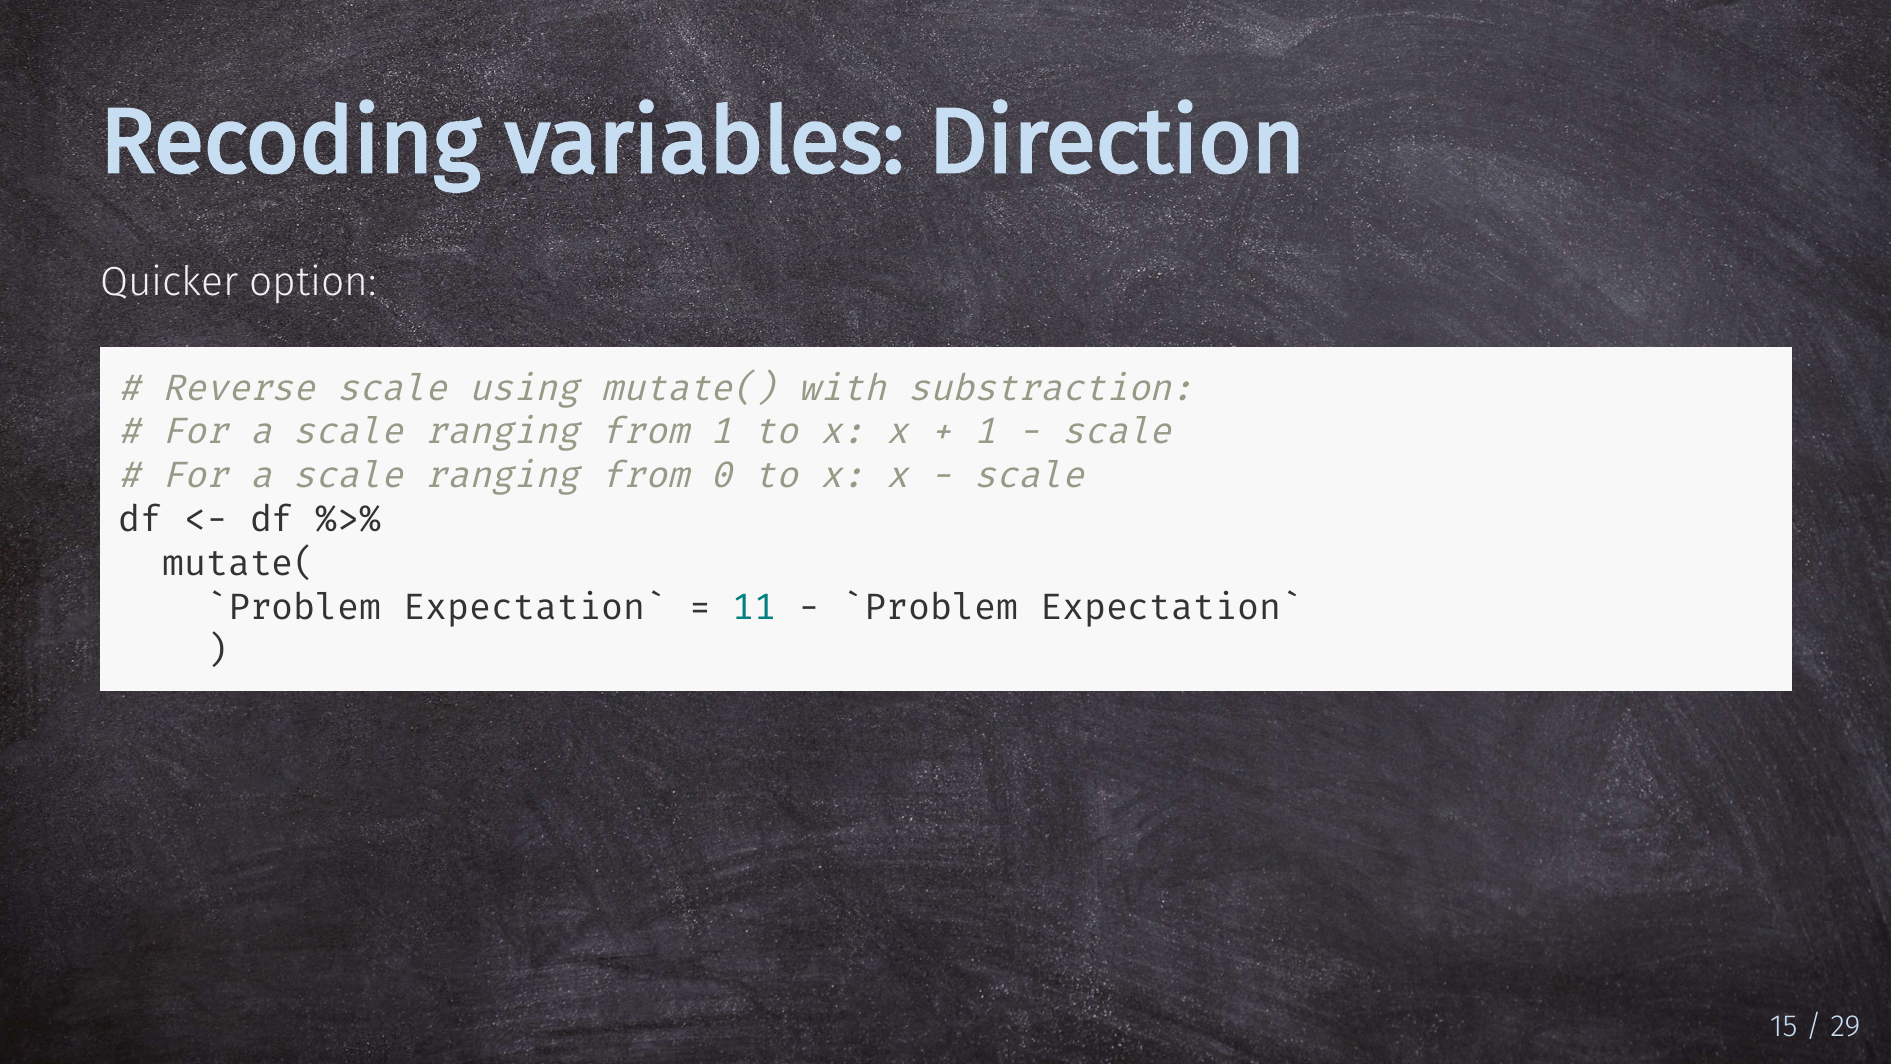 Recoding variables: Direction
Quicker option:
# Reverse scale using mutate() with substraction:
# For a scale ranging from 1 to x: x + 1 - scale
# For a scale ranging from 0 to x: x - scale
df <- df %>%
  mutate(
    `Problem Expectation` = 11 - `Problem Expectation`
    )
15 / 29